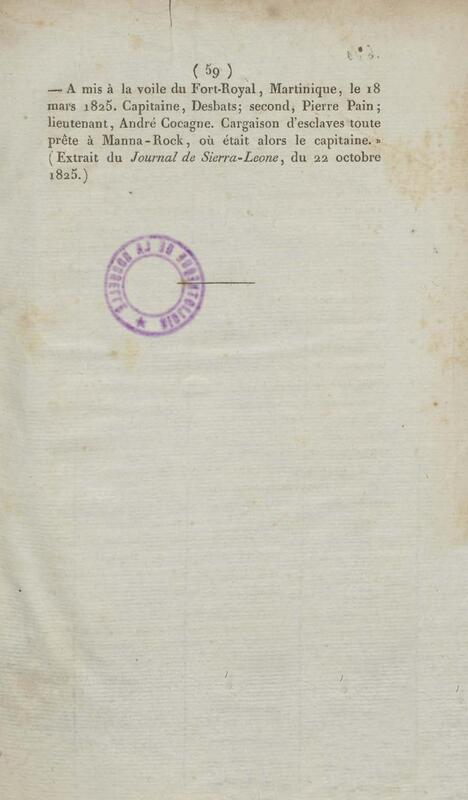 ( 59 )
— A mis à la voile du Fort-Royal, Martinique, le 18
mars 1825. Capitaine, Desbats; second, Pierre Pain;
lieutenant, André Cocagne. Cargaison d'esclaves toute
prête à Manna-Rock, où était alors le capitaine. »
(Extrait du Journal de Sierra-Leone, du 22 octobre
1825.)
DE LA